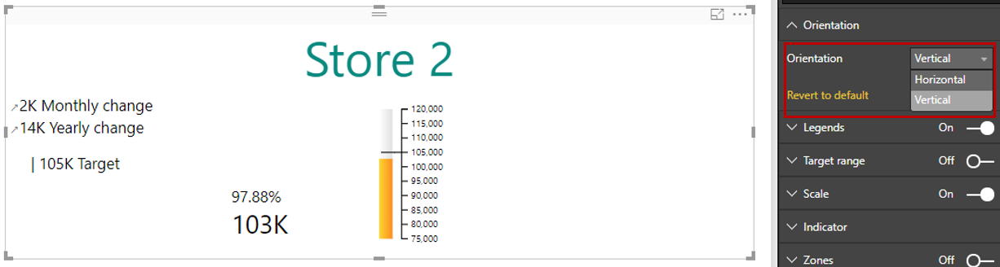 Store 2
2K Monthly change
14K Yearly change
| 105K Target
97.88%
103K
120,000
115,000
110,000
105,000
100,000
95,000
90,000
85,000
80,000
75,000
Orientation
Orientation Vertical
Horizontal
Revert to default
Vertical
Legends On
Target range Off
Scale On
Indicator
Zones Off